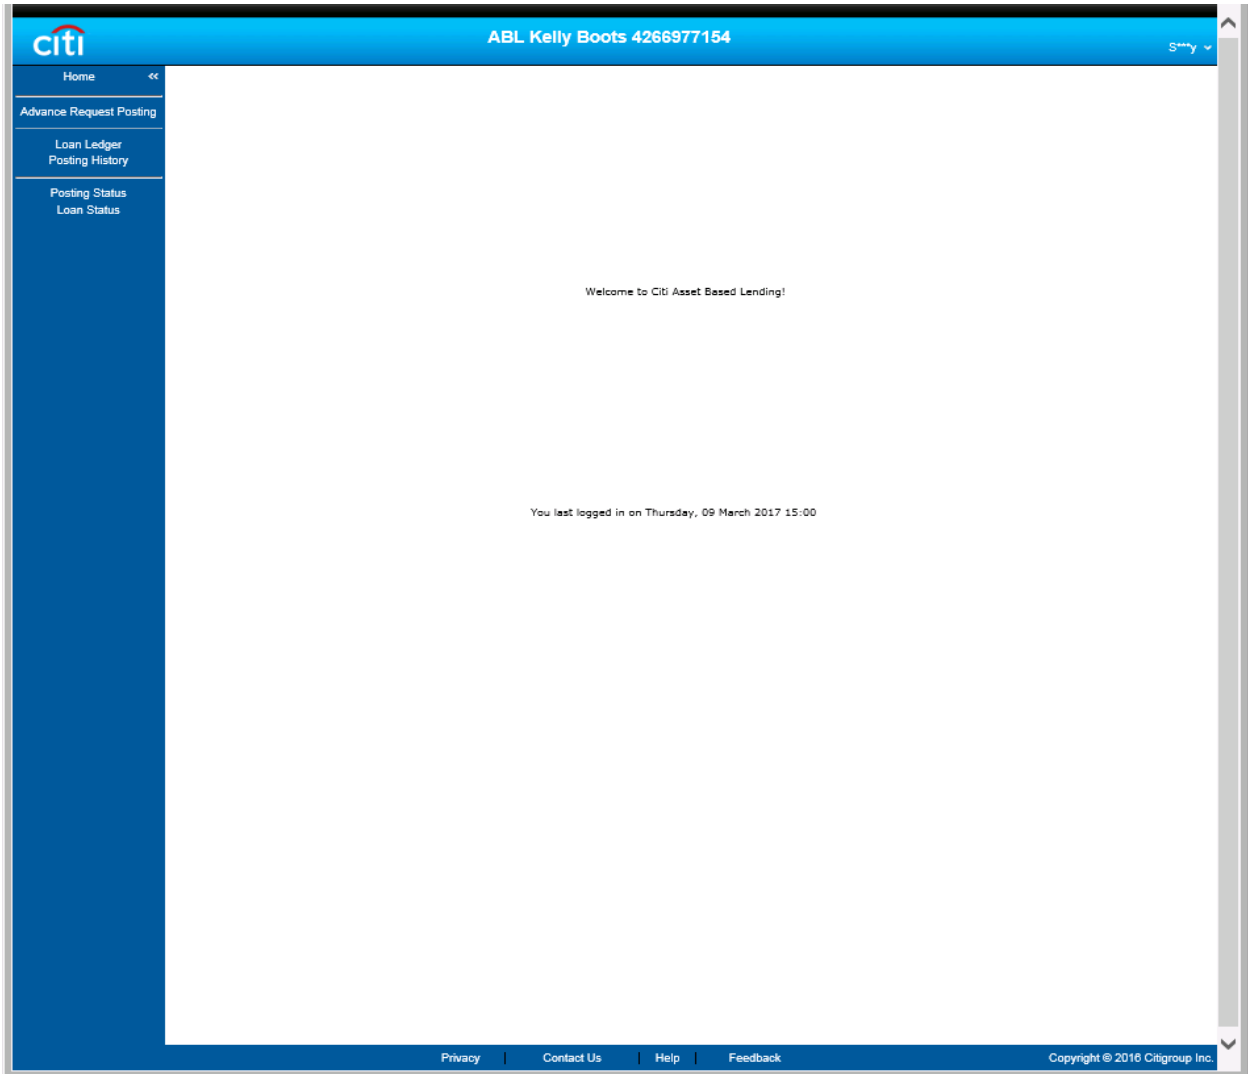 citi
ABL Kelly Boots 4266977154
S***y
Home «
Advance Request Posting
Loan Ledger
Posting History
Posting Status
Loan Status
Welcome to Citi Asset Based Lending!
You last logged in on Thursday, 09 March 2017 15:00
Privacy | Contact Us | Help | Feedback
Copyright © 2016 Citigroup Inc.